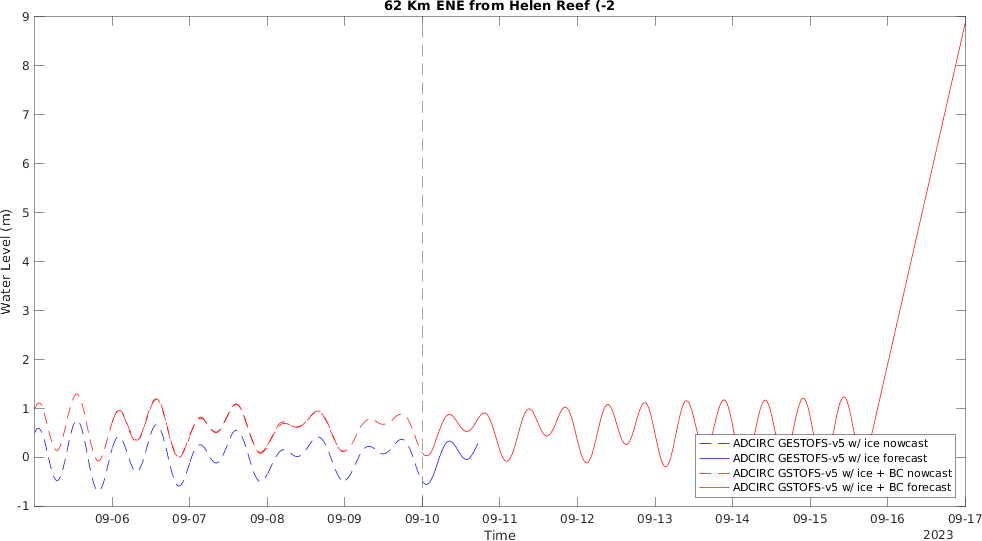 62 Km ENE from Helen Reef (-2
9
8
7
6
5
4
3
2
1
0
-1
Water Level (m)
09-06 09-07 09-08 09-09 09-10 09-11 09-12 09-13 09-14 09-15 09-16 09-17
Time
2023
ADCIRC GESTOFS-v5 w/ ice nowcast
ADCIRC GESTOFS-v5 w/ ice forecast
ADCIRC GSTOFS-v5 w/ ice + BC nowcast
ADCIRC GSTOFS-v5 w/ ice + BC forecast